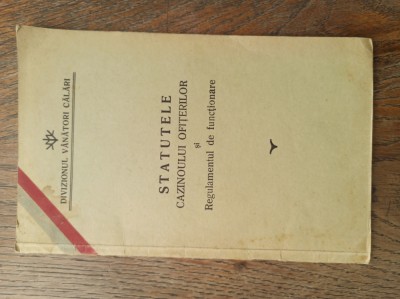 DIVIZIONUL VÂNĂTORI CĂLĂRI
STATUTELE
CAZINOULUI OFIȚERILOR
și
Regulamentul de funcționare